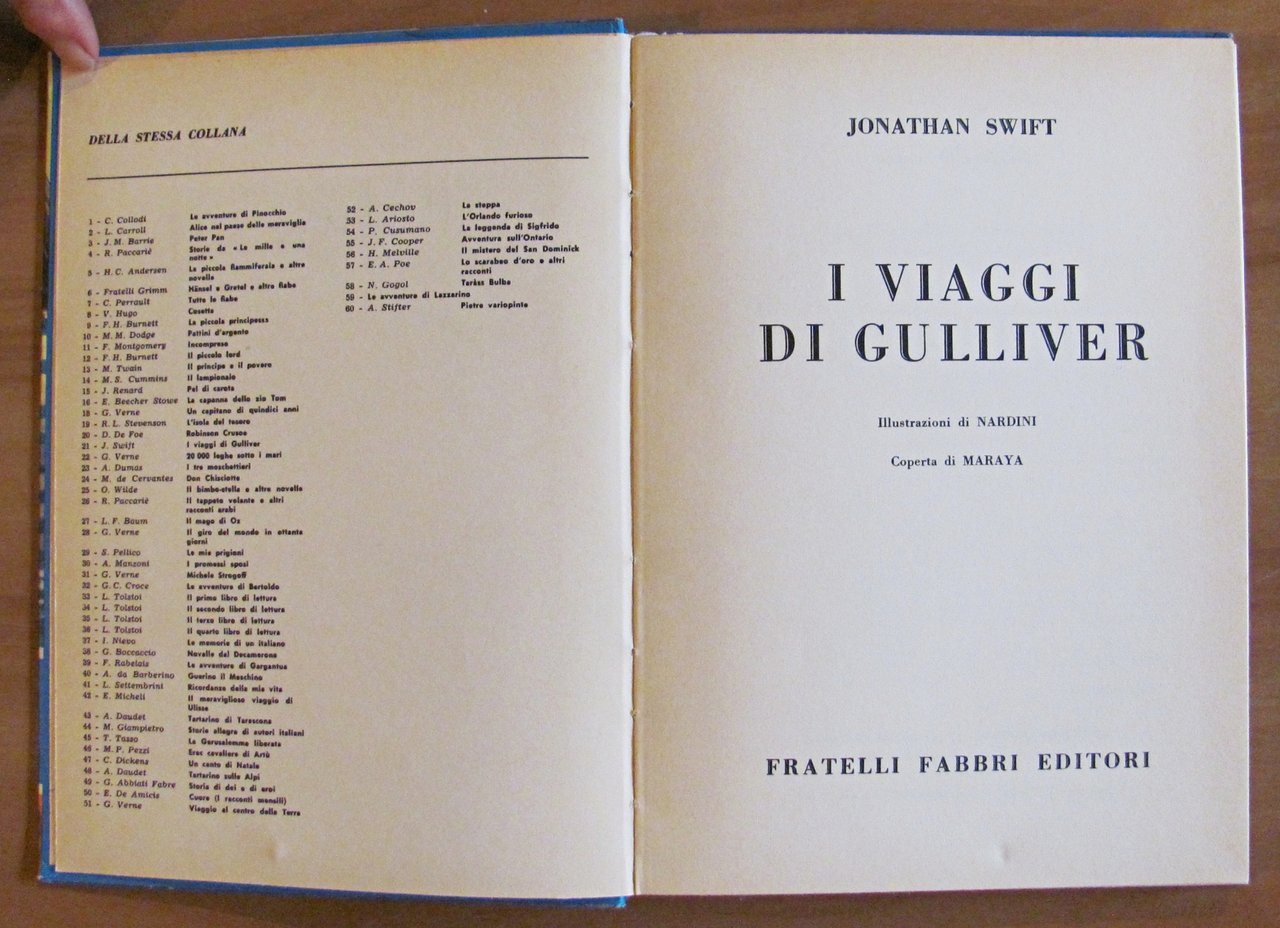 DELLA STESSA COLLANA
1 - C. Collodi Le avventure di Pinocchio
2 - L. Carroll Alice nel paese delle meraviglie
3 - J. M. Barrie Peter Pan
4 - R. Paccariè Storie da « Le mille e una
notte »
5 - H. C. Andersen La piccola fiammiferaia e altre
novelle
6 - Fratelli Grimm Hänsel e Gretel e altre fiabe
7 - C. Perrault Tutte le fiabe
8 - V. Hugo Cosette
9 - F. H. Burnett La piccola principessa
10 - M. M. Dodge Pattini d'argento
11 - F. Montgomery Incompreso
12 - F. H. Burnett Il piccolo lord
13 - M. Twain Il principe e il povero
14 - M. S. Cummins Il lampionaio
15 - J. Renard Pel di carota
16 - E. Beecher Stowe La capanna dello zio Tom
18 - G. Verne Un capitano di quindici anni
19 - R. L. Stevenson L'isola del tesoro
20 - D. De Foe Robinson Crusoe
21 - J. Swift I viaggi di Gulliver
22 - G. Verne 20 000 leghe sotto i mari
23 - A. Dumas I tre moschettieri
24 - M. de Cervantes Don Chisciotte
25 - O. Wilde Il bimbo-stella e altre novelle
26 - R. Paccariè Il tappeto volante e altri
racconti arabi
27 - L. F. Baum Il mago di Oz
28 - G. Verne Il giro del mondo in ottanta
giorni
29 - S. Pellico Le mie prigioni
30 - A. Manzoni I promessi sposi
31 - G. Verne Michele Strogoff
32 - G. C. Croce Le avventure di Bertoldo
33 - L. Tolstoi Il primo libro di lettura
34 - L. Tolstoi Il secondo libro di lettura
35 - L. Tolstoi Il terzo libro di lettura
36 - L. Tolstoi Il quarto libro di lettura
37 - I. Nievo Le memorie di un italiano
38 - G. Boccaccio Novelle dal Decamerone
39 - F. Rabelais Le avventure di Gargantua
40 - A. da Barberino Guerino il Meschino
41 - L. Settembrini Ricordanze della mia vita
42 - E. Micheli Il meraviglioso viaggio di
Ulisse
43 - A. Daudet Tartarino di Tarascona
44 - M. Giampietro Storie allegre di autori italiani
45 - T. Tasso La Gerusalemme liberata
46 - M. P. Pezzi Erec cavaliere di Artù
47 - C. Dickens Un canto di Natale
48 - A. Daudet Tartarino sulle Alpi
49 - G. Abbiati Fabre Storia di dei e di eroi
50 - E. De Amicis Cuore (I racconti mensili)
51 - G. Verne Viaggio al centro della Terra
52 - A. Cechov La steppa
53 - L. Ariosto L'Orlando furioso
54 - P. Cusumano La leggenda di Sigfrido
55 - J. F. Cooper Avventura sull'Ontario
56 - H. Melville Il mistero del San Dominick
57 - E. A. Poe Lo scarabeo d'oro e altri
racconti
58 - N. Gogol Taràss Bulba
59 - Le avventure di Lazzarino
60 - A. Stifter Pietre variopinte
JONATHAN SWIFT
I VIAGGI
DI GULLIVER
Illustrazioni di NARDINI
Coperta di MARAYA
FRATELLI FABBRI EDITORI